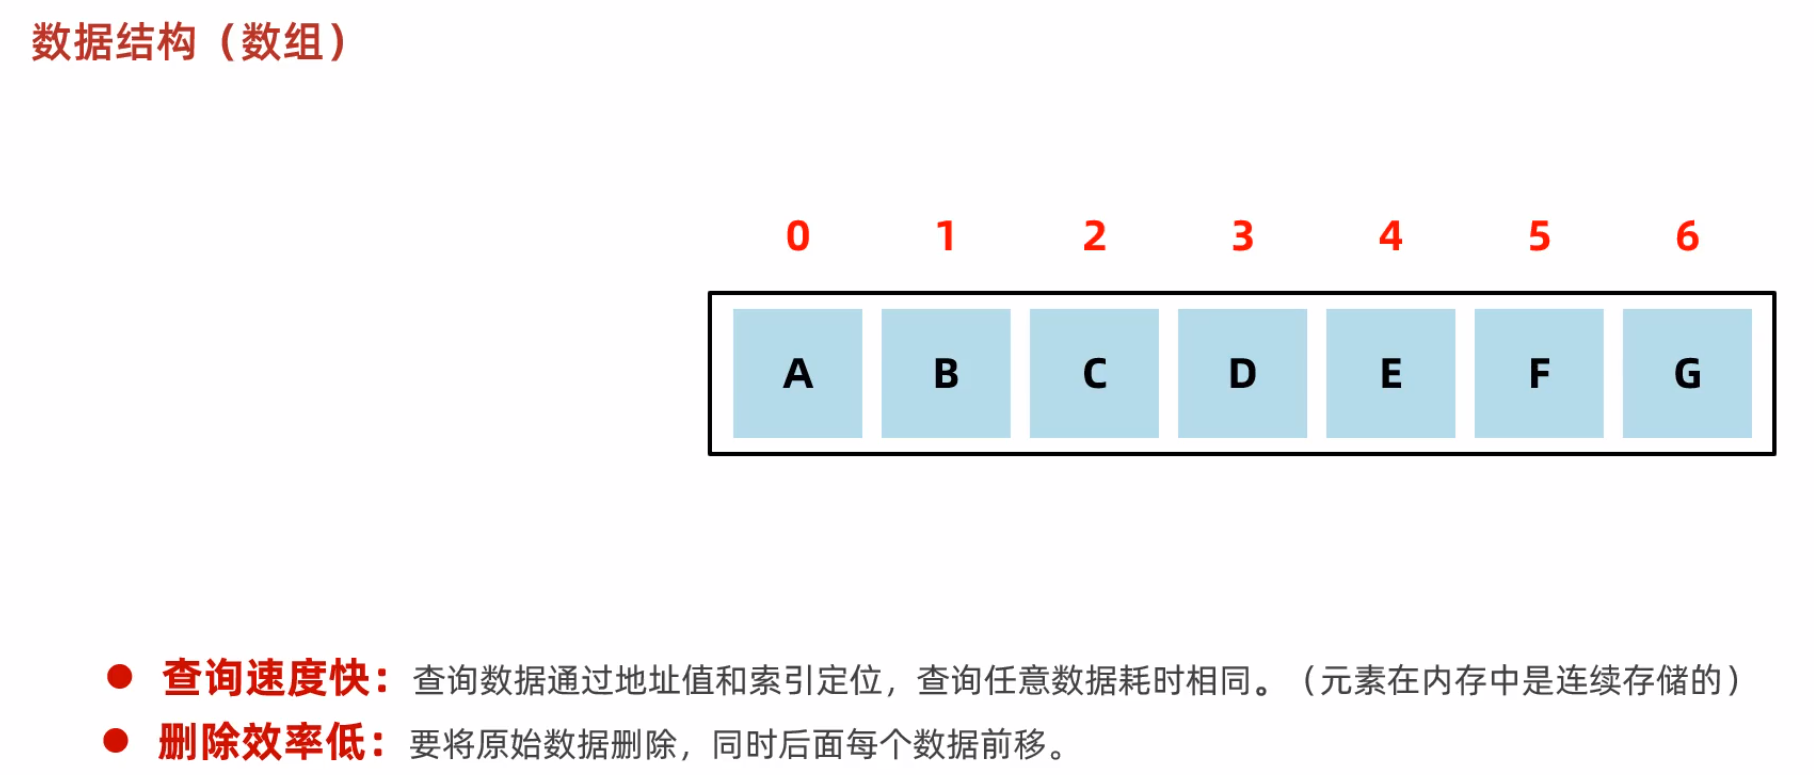 数据结构（数组）
0 1 2 3 4 5 6
A B C D E F G
● 查询速度快：查询数据通过地址值和索引定位，查询任意数据耗时相同。（元素在内存中是连续存储的）
● 删除效率低：要将原始数据删除，同时后面每个数据前移。